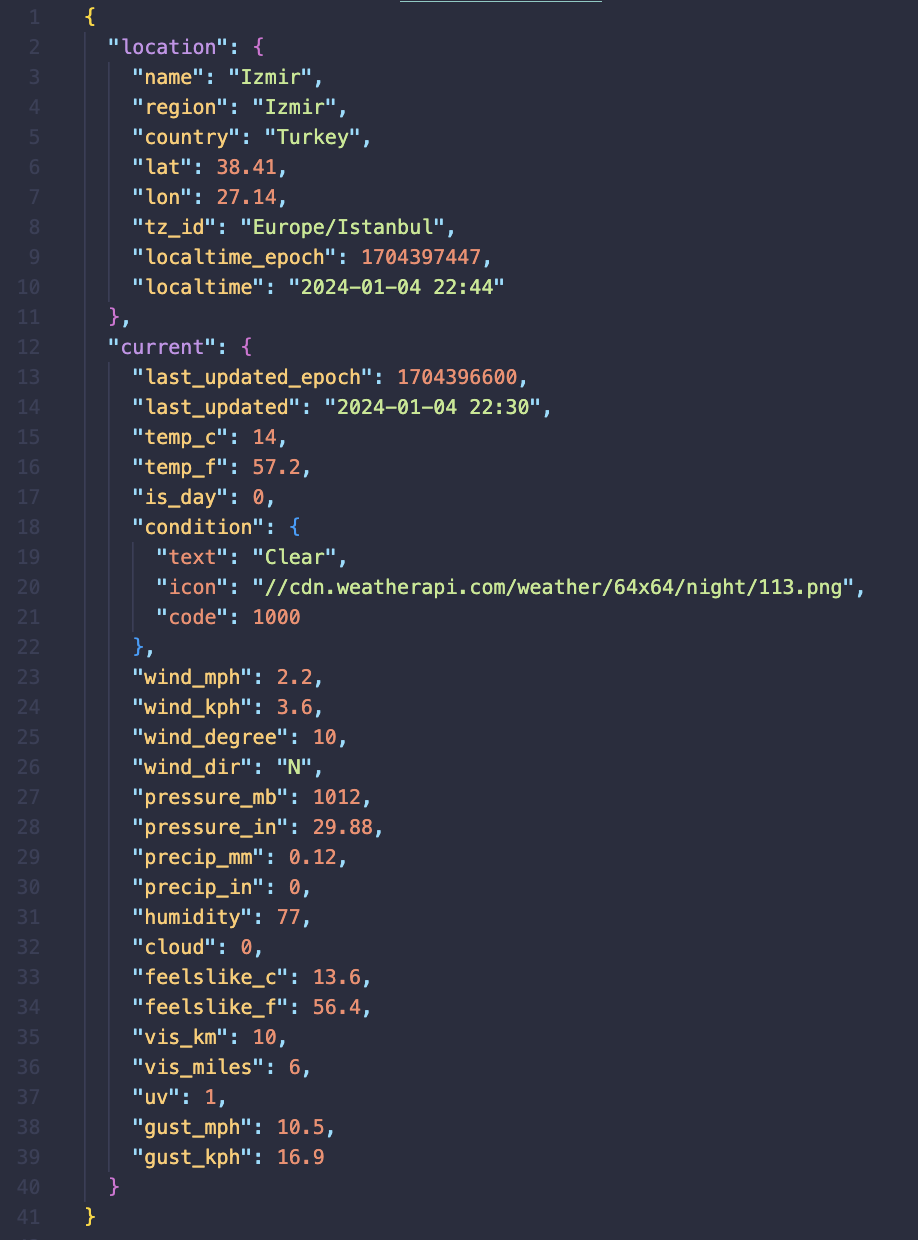 1 {
2 "location": {
3 "name": "Izmir",
4 "region": "Izmir",
5 "country": "Turkey",
6 "lat": 38.41,
7 "lon": 27.14,
8 "tz_id": "Europe/Istanbul",
9 "localtime_epoch": 1704397447,
10 "localtime": "2024-01-04 22:44"
11 },
12 "current": {
13 "last_updated_epoch": 1704396600,
14 "last_updated": "2024-01-04 22:30",
15 "temp_c": 14,
16 "temp_f": 57.2,
17 "is_day": 0,
18 "condition": {
19 "text": "Clear",
20 "icon": "//cdn.weatherapi.com/weather/64x64/night/113.png",
21 "code": 1000
22 },
23 "wind_mph": 2.2,
24 "wind_kph": 3.6,
25 "wind_degree": 10,
26 "wind_dir": "N",
27 "pressure_mb": 1012,
28 "pressure_in": 29.88,
29 "precip_mm": 0.12,
30 "precip_in": 0,
31 "humidity": 77,
32 "cloud": 0,
33 "feelslike_c": 13.6,
34 "feelslike_f": 56.4,
35 "vis_km": 10,
36 "vis_miles": 6,
37 "uv": 1,
38 "gust_mph": 10.5,
39 "gust_kph": 16.9
40 }
41 }